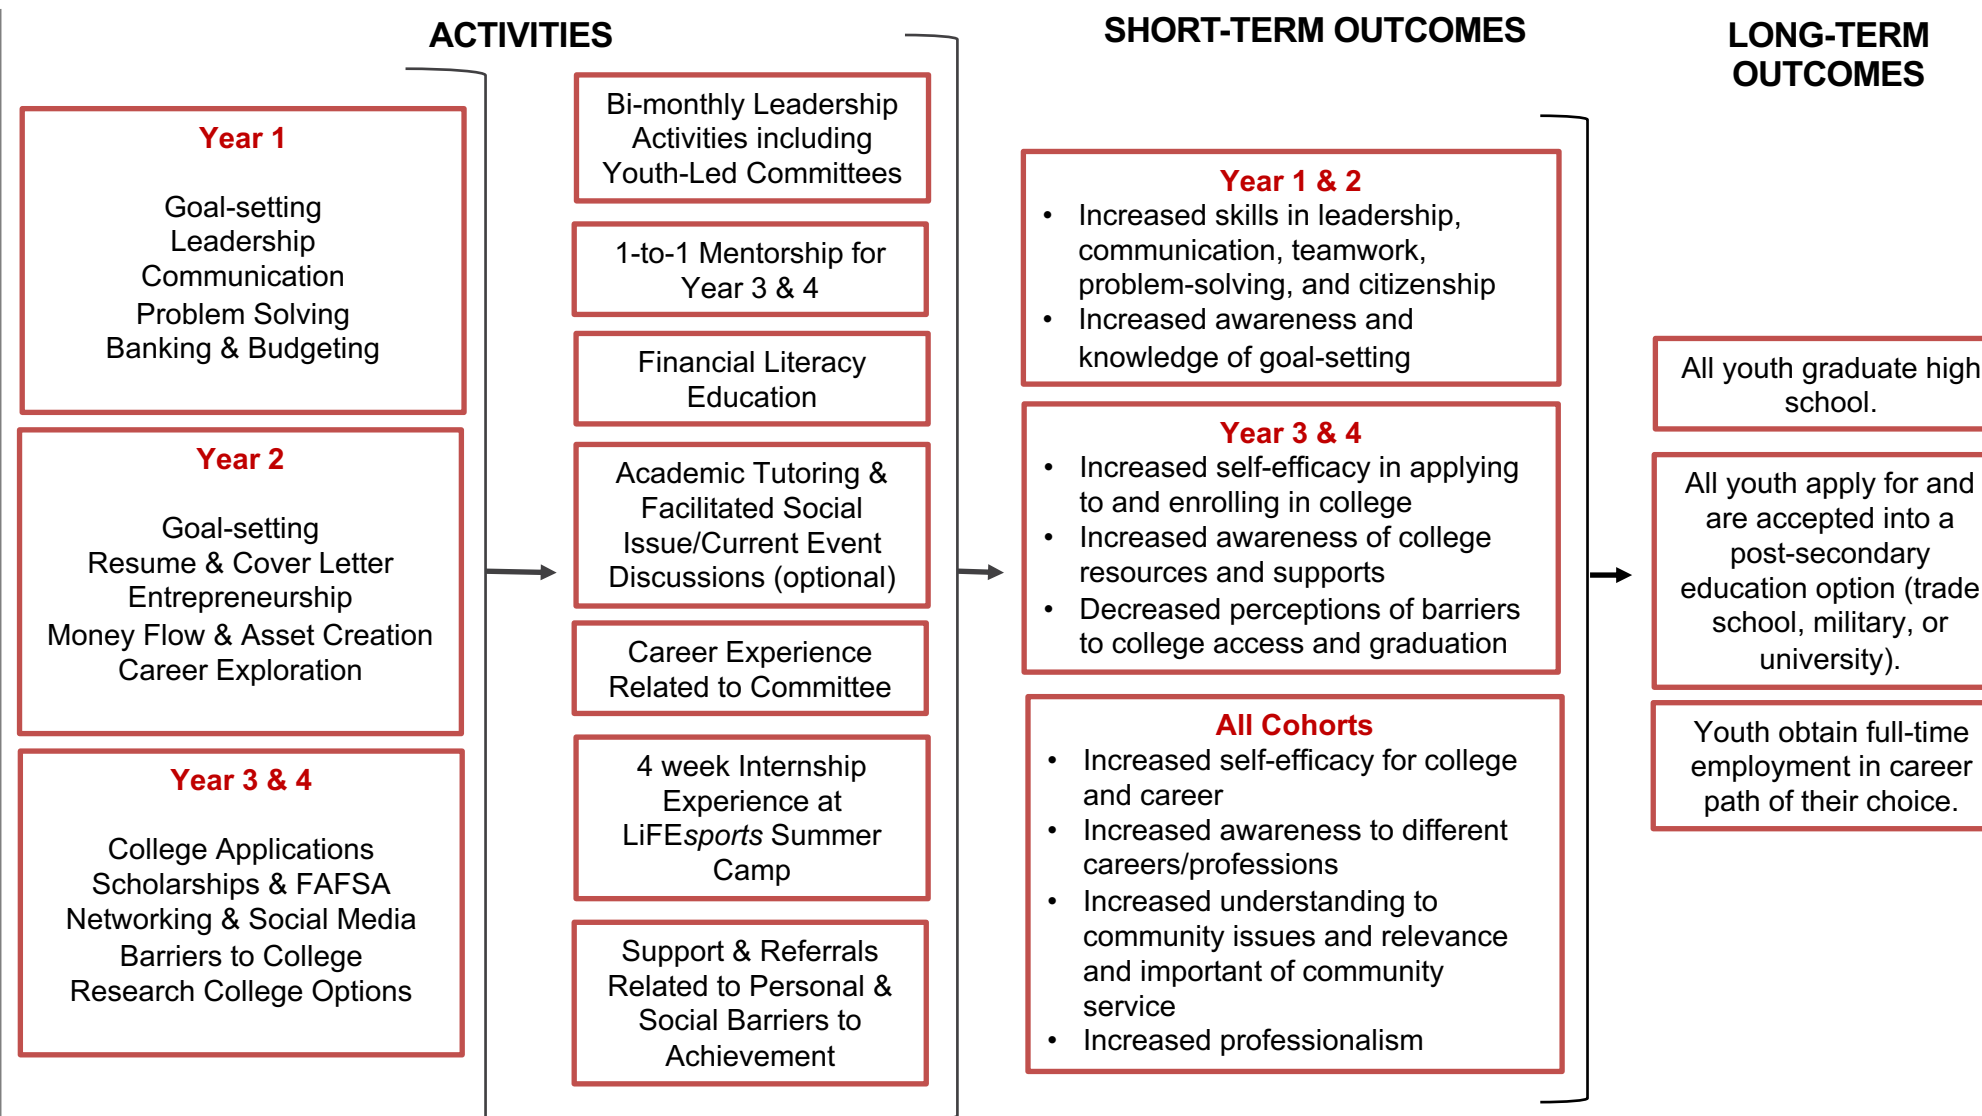 ACTIVITIES
Year 1
Goal-setting
Leadership
Communication
Problem Solving
Banking & Budgeting
Year 2
Goal-setting
Resume & Cover Letter
Entrepreneurship
Money Flow & Asset Creation
Career Exploration
Year 3 & 4
College Applications
Scholarships & FAFSA
Networking & Social Media
Barriers to College
Research College Options
Bi-monthly Leadership
Activities including
Youth-Led Committees
1-to-1 Mentorship for
Year 3 & 4
Financial Literacy
Education
Academic Tutoring &
Facilitated Social
Issue/Current Event
Discussions (optional)
Career Experience
Related to Committee
4 week Internship
Experience at
LiFEsports Summer
Camp
Support & Referrals
Related to Personal &
Social Barriers to
Achievement
SHORT-TERM OUTCOMES
Year 1 & 2
• Increased skills in leadership,
communication, teamwork,
problem-solving, and citizenship
• Increased awareness and
knowledge of goal-setting
Year 3 & 4
• Increased self-efficacy in applying
to and enrolling in college
• Increased awareness of college
resources and supports
• Decreased perceptions of barriers
to college access and graduation
All Cohorts
• Increased self-efficacy for college
and career
• Increased awareness to different
careers/professions
• Increased understanding to
community issues and relevance
and important of community
service
• Increased professionalism
LONG-TERM
OUTCOMES
All youth graduate high
school.
All youth apply for and
are accepted into a
post-secondary
education option (trade
school, military, or
university).
Youth obtain full-time
employment in career
path of their choice.